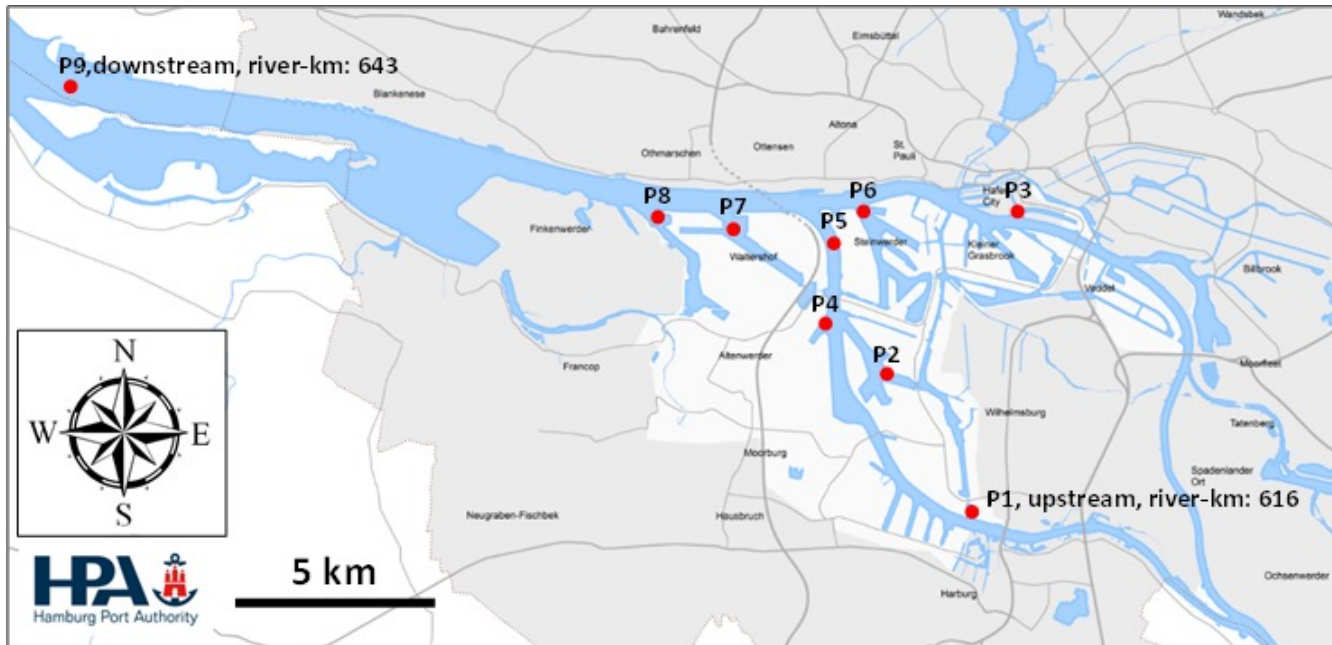 Wandsbek
Bahrenfeld
Eimsbüttel
P9,downstream, river-km: 643
Blankenese
Altona
Othmarschen
Ottensen
St.
Pauli
P8
P7
P6
P3
Hafen
City
P5
Finkenwerder
Waltershof
Steinwerder
Kleiner
Grasbrook
Billbrook
Veddel
P4
N
W
E
S
Francop
Altenwerder
P2
Moorfleet
Wilhelmsburg
Tatenberg
Moorburg
Spadenlander
Ort
P1, upstream, river-km: 616
Neugraben-Fischbek
Hausbruch
HPA
Hamburg Port Authority
5 km
Harburg
Ochsenwerder